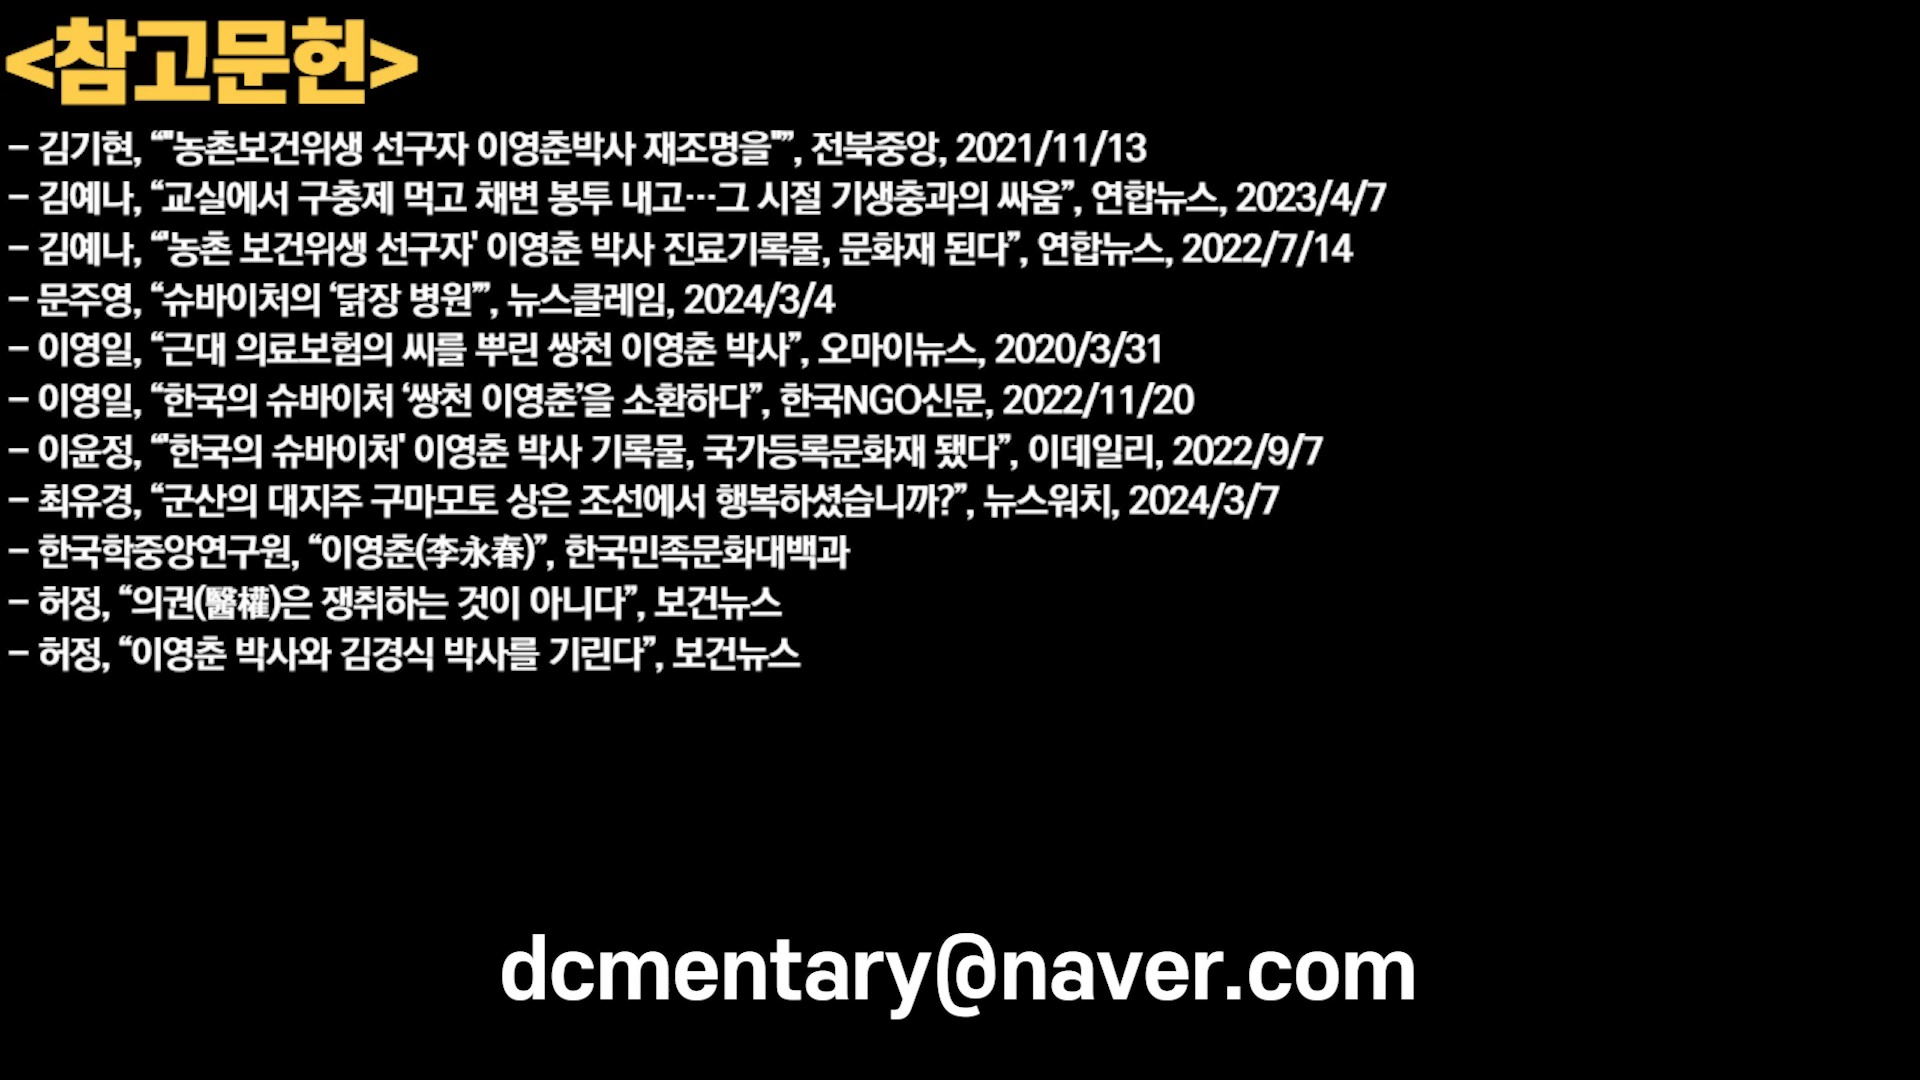 <참고문헌>
- 김기현, “"농촌보건위생 선구자 이영춘박사 재조명을"”, 전북중앙, 2021/11/13
- 김예나, “교실에서 구충제 먹고 채변 봉투 내고…그 시절 기생충과의 싸움”, 연합뉴스, 2023/4/7
- 김예나, “'농촌 보건위생 선구자' 이영춘 박사 진료기록물, 문화재 된다”, 연합뉴스, 2022/7/14
- 문주영, “슈바이처의 ‘닭장 병원’”, 뉴스클레임, 2024/3/4
- 이영일, “근대 의료보험의 씨를 뿌린 쌍천 이영춘 박사”, 오마이뉴스, 2020/3/31
- 이영일, “한국의 슈바이처 ‘쌍천 이영춘’을 소환하다”, 한국NGO신문, 2022/11/20
- 이윤정, “'한국의 슈바이처' 이영춘 박사 기록물, 국가등록문화재 됐다”, 이데일리, 2022/9/7
- 최유경, “군산의 대지주 구마모토 상은 조선에서 행복하셨습니까?”, 뉴스워치, 2024/3/7
- 한국학중앙연구원, “이영춘(李永春)”, 한국민족문화대백과
- 허정, “의권(醫權)은 쟁취하는 것이 아니다”, 보건뉴스
- 허정, “이영춘 박사와 김경식 박사를 기린다”, 보건뉴스
dcmentary@naver.com